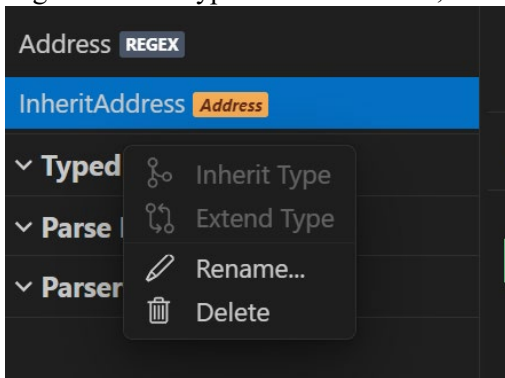 Address REGEX
InheritAddress Address
Typed
Inherit Type
Parse
Extend Type
Parser
Rename...
Delete